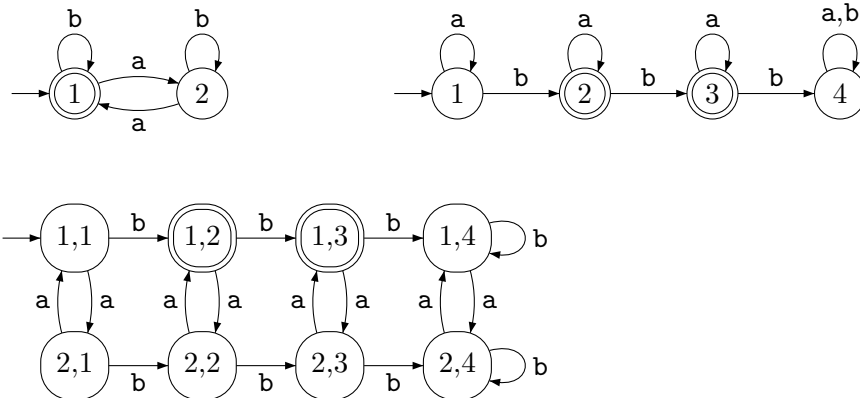 b b a a a a,b
a
1 2 1 b 2 b 3 b 4
a
1,1 b 1,2 b 1,3 b 1,4 b
a a a a a a a a
2,1 b 2,2 b 2,3 b 2,4 b